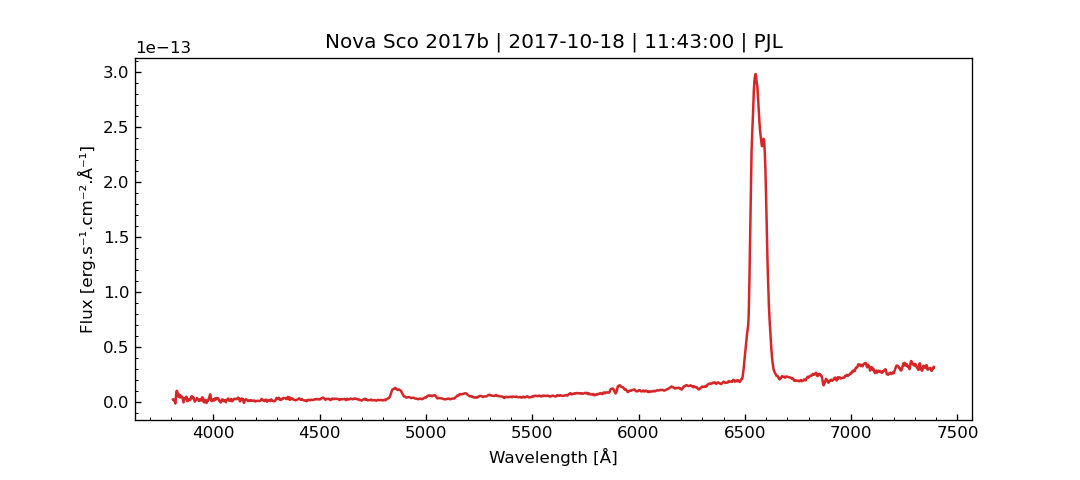 Nova Sco 2017b | 2017-10-18 | 11:43:00 | PJL
1e−13
3.0
2.5
2.0
1.5
1.0
0.5
0.0
Flux [erg.s⁻¹.cm⁻².Å⁻¹]
4000 4500 5000 5500 6000 6500 7000 7500
Wavelength [Å]